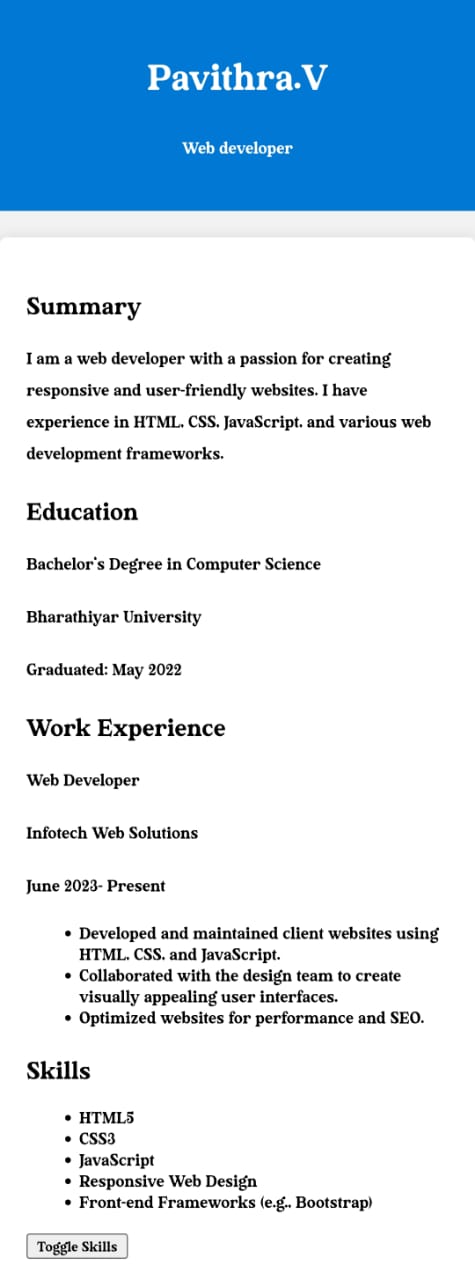 Pavithra.V
Web developer
Summary
I am a web developer with a passion for creating
responsive and user-friendly websites. I have
experience in HTML, CSS, JavaScript, and various web
development frameworks.
Education
Bachelor's Degree in Computer Science
Bharathiyar University
Graduated: May 2022
Work Experience
Web Developer
Infotech Web Solutions
June 2023- Present
• Developed and maintained client websites using
HTML, CSS, and JavaScript.
• Collaborated with the design team to create
visually appealing user interfaces.
• Optimized websites for performance and SEO.
Skills
• HTML5
• CSS3
• JavaScript
• Responsive Web Design
• Front-end Frameworks (e.g., Bootstrap)
Toggle Skills